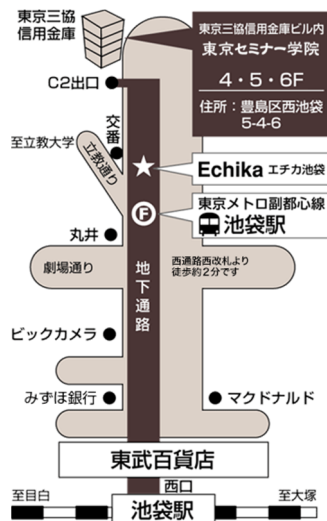 東京三協
信用金庫
東京三協信用金庫ビル内
東京セミナー学院
4・5・6F
住所：豊島区西池袋
5-4-6
C2出口
交番
至立教大学
立教通り
Echika エチカ池袋
東京メトロ副都心線
F
池袋駅
丸井
劇場通り
地下通路
西通路西改札より
徒歩約2分です
ビックカメラ
みずほ銀行
マクドナルド
東武百貨店
西口
至目白
池袋駅
至大塚